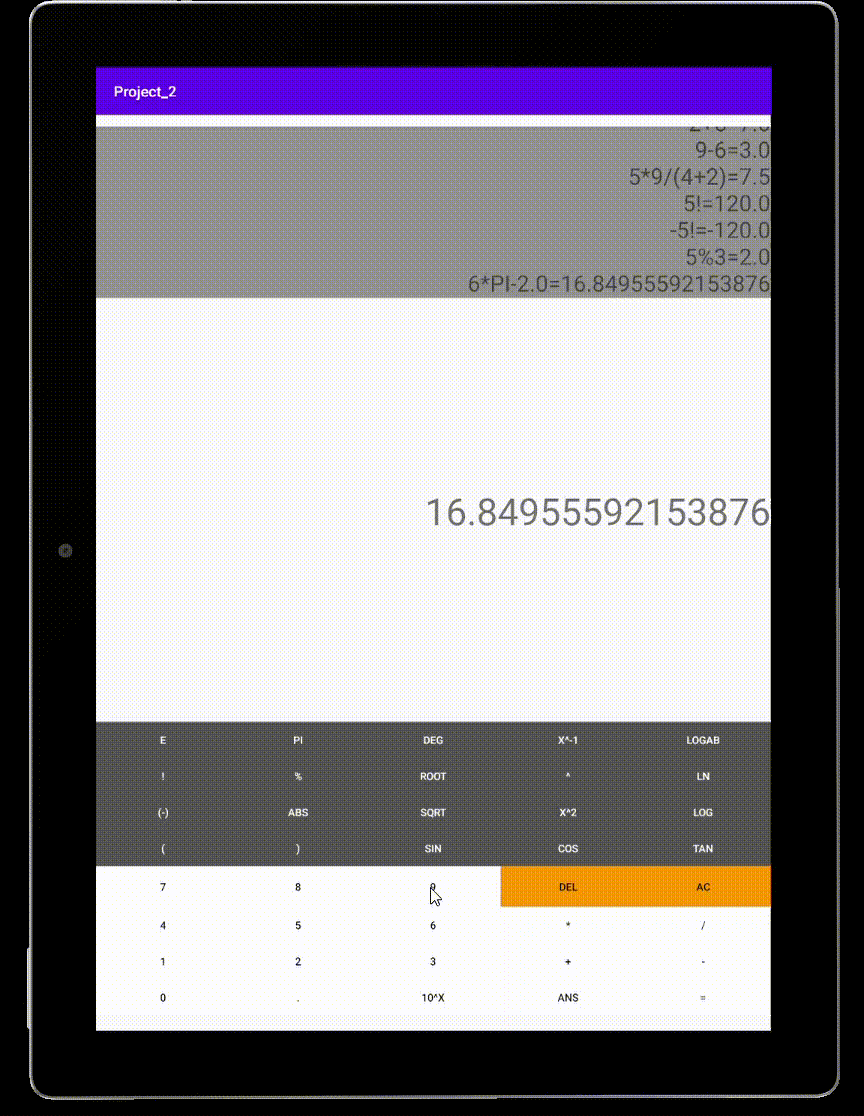 Project_2
9-6=3.0
5*9/(4+2)=7.5
5!=120.0
-5!=-120.0
5%3=2.0
6*PI-2.0=16.84955592153876
16.84955592153876
E PI DEG X^-1 LOGAB
! % ROOT ^ LN
(-) ABS SQRT X^2 LOG
( ) SIN COS TAN
7 8 9 DEL AC
4 5 6 * /
1 2 3 + -
0 . 10^X ANS =